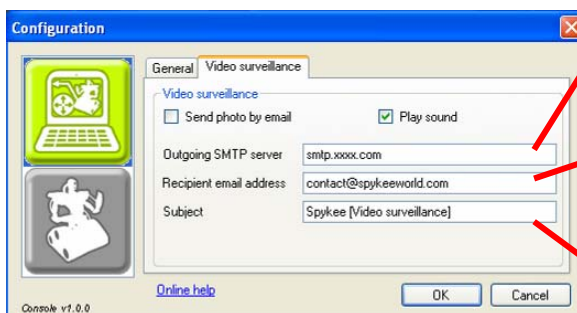 Configuration
General Video surveillance
Video surveillance
Send photo by email Play sound
Outgoing SMTP server smtp.xxxx.com
Recipient email address contact@spykeeworld.com
Subject Spykee [Video surveillance]
Online help OK Cancel
Console v1.0.0